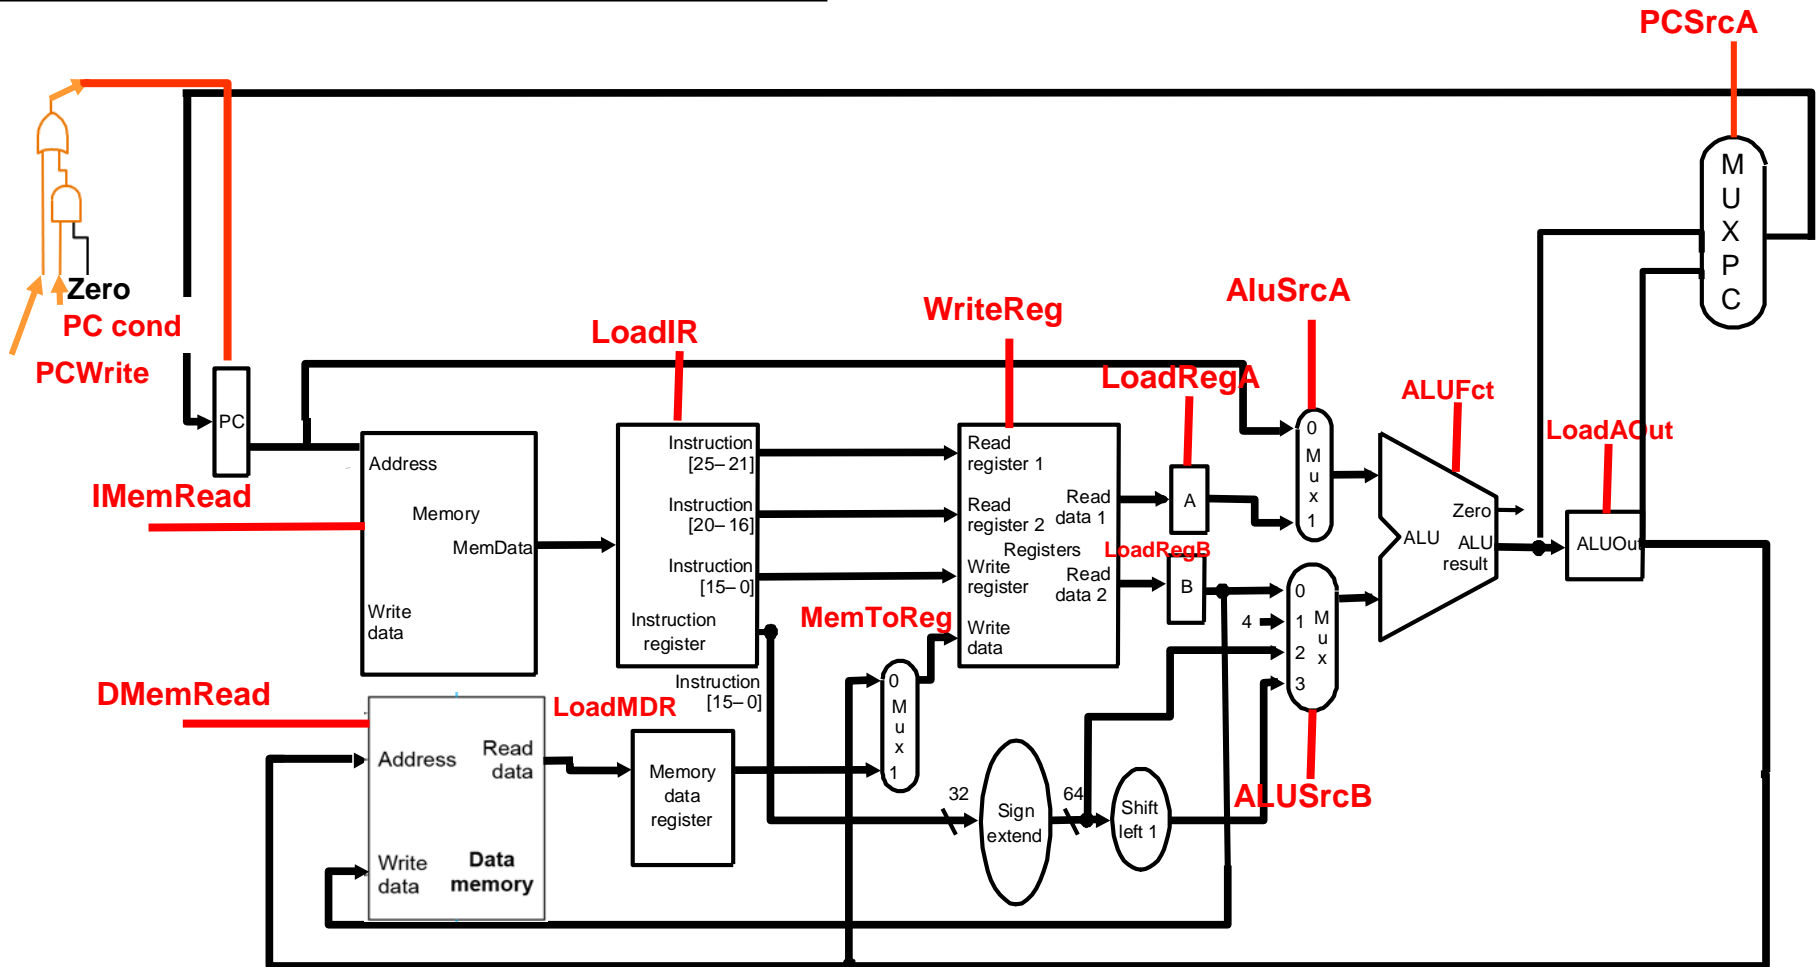 PCSrcA
M
U
X
P
C
Zero
PC cond
PCWrite
LoadIR
WriteReg
AluSrcA
LoadRegA
ALUFct
LoadAOut
PC
IMemRead
Address
Memory
MemData
Write
data
Instruction
[25–21]
Instruction
[20–16]
Instruction
[15–0]
Instruction
register
Instruction
[15–0]
Read
register 1
Read
register 2
Registers
Write
register
Write
data
Read
data 1
Read
data 2
A
LoadRegB
B
0
M
u
x
1
4
0
1
2
3
M
u
x
ALU
Zero
ALU
result
ALUOut
MemToReg
0
M
u
x
1
DMemRead
LoadMDR
Address
Read
data
Write
data
Data
memory
Memory
data
register
32
Sign
extend
64
Shift
left 1
ALUSrcB